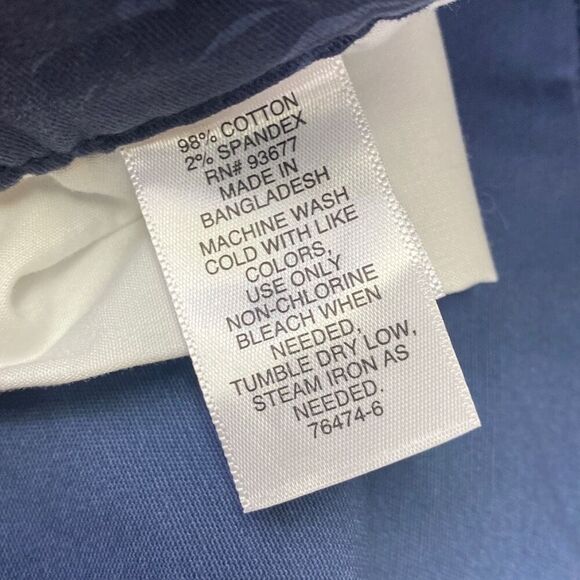 98% COTTON
2% SPANDEX
RN# 93677
MADE IN
BANGLADESH
MACHINE WASH
COLD WITH LIKE
COLORS,
USE ONLY
NON-CHLORINE
BLEACH WHEN
NEEDED,
TUMBLE DRY LOW,
STEAM IRON AS
NEEDED.
76474-6